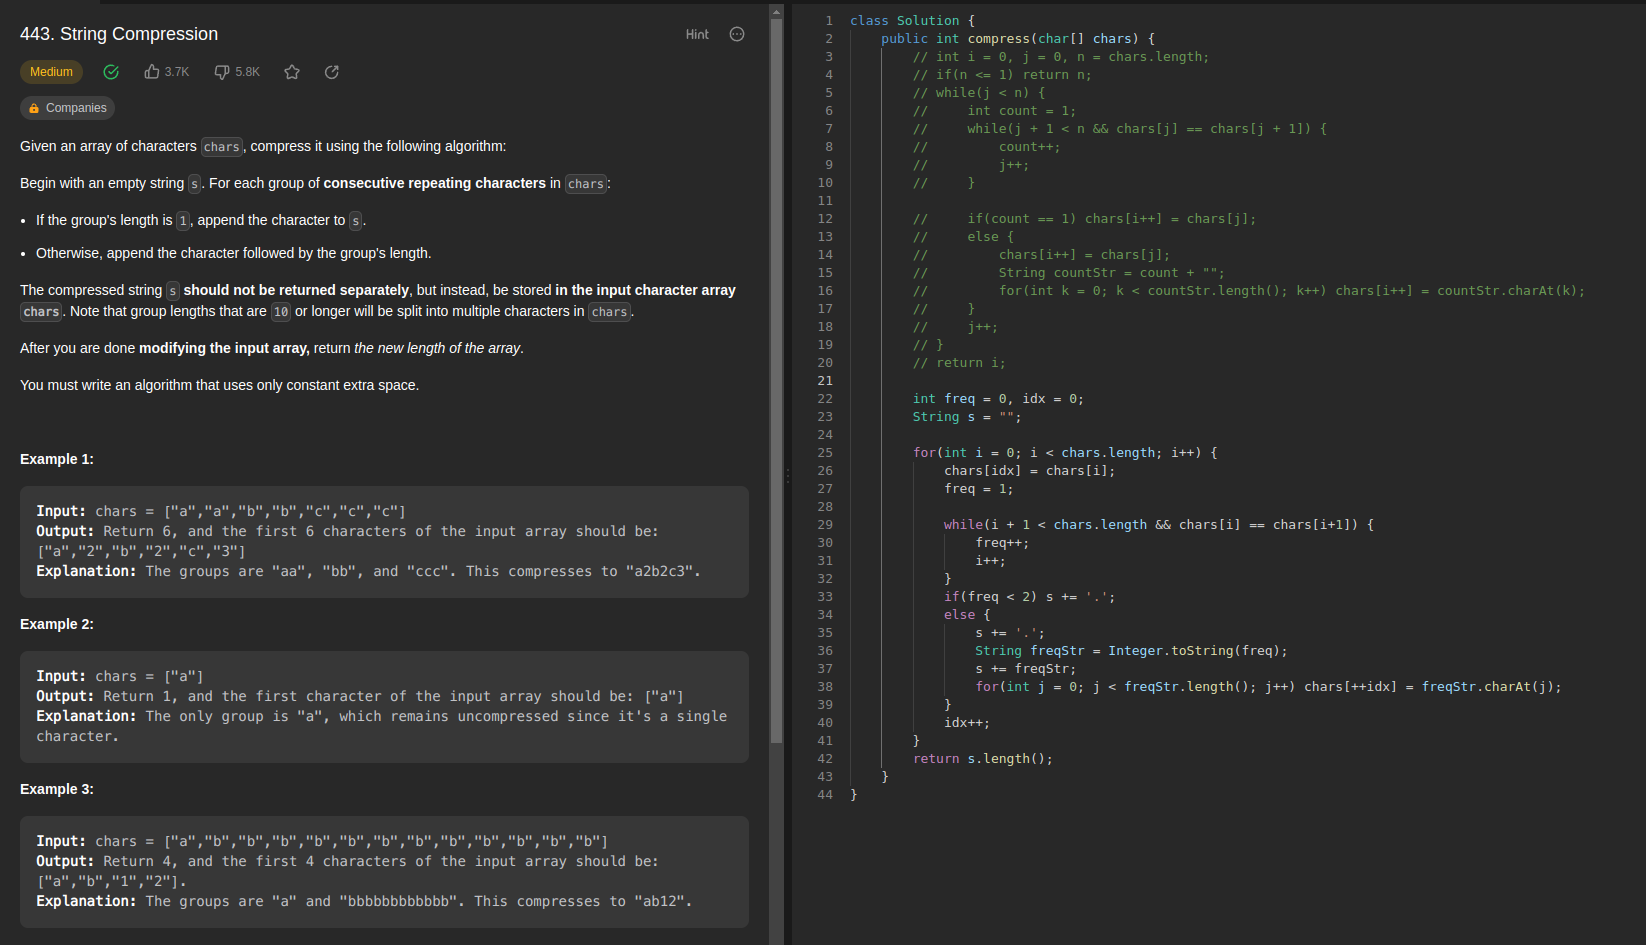 443. String Compression
Hint
Medium
3.7K
5.8K
Companies
Given an array of characters chars, compress it using the following algorithm:
Begin with an empty string s. For each group of consecutive repeating characters in chars:
• If the group's length is 1, append the character to s.
• Otherwise, append the character followed by the group's length.
The compressed string s should not be returned separately, but instead, be stored in the input character array
chars. Note that group lengths that are 10 or longer will be split into multiple characters in chars.
After you are done modifying the input array, return the new length of the array.
You must write an algorithm that uses only constant extra space.
Example 1:
Input: chars = ["a","a","b","b","c","c","c"]
Output: Return 6, and the first 6 characters of the input array should be:
["a","2","b","2","c","3"]
Explanation: The groups are "aa", "bb", and "ccc". This compresses to "a2b2c3".
Example 2:
Input: chars = ["a"]
Output: Return 1, and the first character of the input array should be: ["a"]
Explanation: The only group is "a", which remains uncompressed since it's a single
character.
Example 3:
Input: chars = ["a","b","b","b","b","b","b","b","b","b","b","b","b"]
Output: Return 4, and the first 4 characters of the input array should be:
["a","b","1","2"].
Explanation: The groups are "a" and "bbbbbbbbbbbb". This compresses to "ab12".
1 class Solution {
2     public int compress(char[] chars) {
3         // int i = 0, j = 0, n = chars.length;
4         // if(n <= 1) return n;
5         // while(j < n) {
6         //     int count = 1;
7         //     while(j + 1 < n && chars[j] == chars[j + 1]) {
8         //         count++;
9         //         j++;
10         //     }
11
12         //     if(count == 1) chars[i++] = chars[j];
13         //     else {
14         //         chars[i++] = chars[j];
15         //         String countStr = count + "";
16         //         for(int k = 0; k < countStr.length(); k++) chars[i++] = countStr.charAt(k);
17         //     }
18         //     j++;
19         // }
20         // return i;
21
22         int freq = 0, idx = 0;
23         String s = "";
24
25         for(int i = 0; i < chars.length; i++) {
26             chars[idx] = chars[i];
27             freq = 1;
28
29             while(i + 1 < chars.length && chars[i] == chars[i+1]) {
30                 freq++;
31                 i++;
32             }
33             if(freq < 2) s += '.';
34             else {
35                 s += '.';
36                 String freqStr = Integer.toString(freq);
37                 s += freqStr;
38                 for(int j = 0; j < freqStr.length(); j++) chars[++idx] = freqStr.charAt(j);
39             }
40             idx++;
41         }
42         return s.length();
43     }
44 }